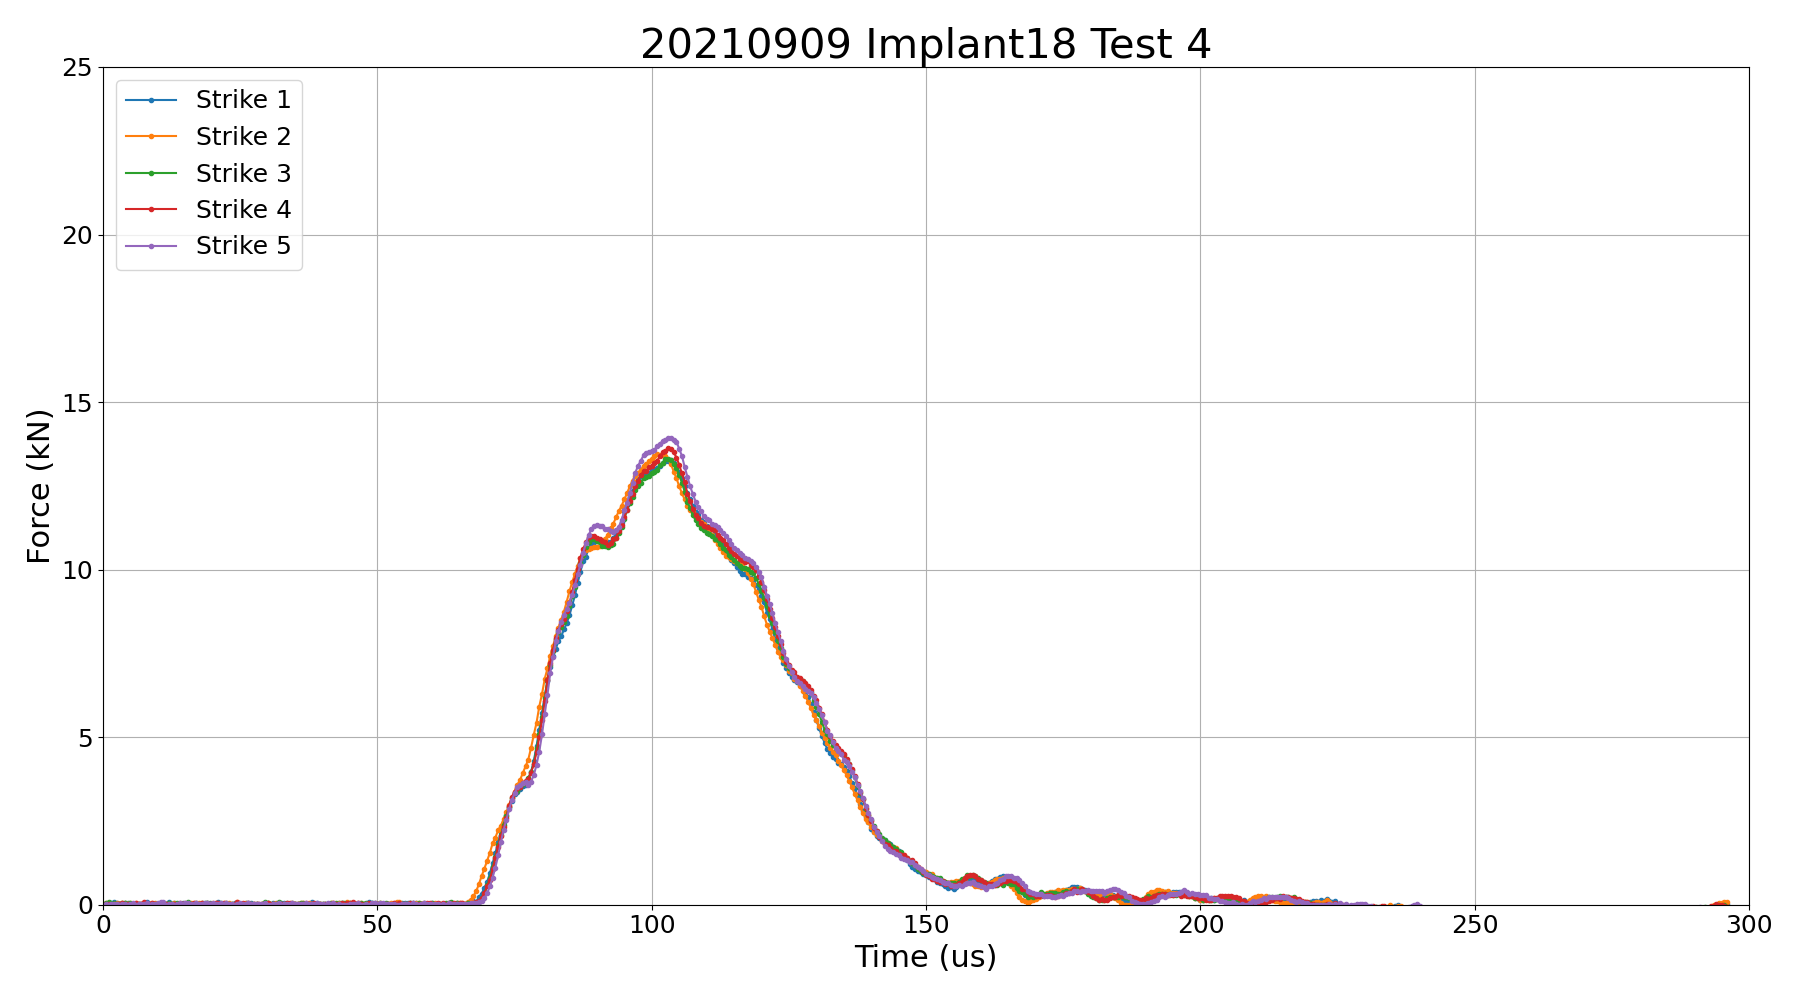 20210909 Implant18 Test 4
25
20
15
10
5
0
Force (kN)
Strike 1
Strike 2
Strike 3
Strike 4
Strike 5
0 50 100 150 200 250 300
Time (us)